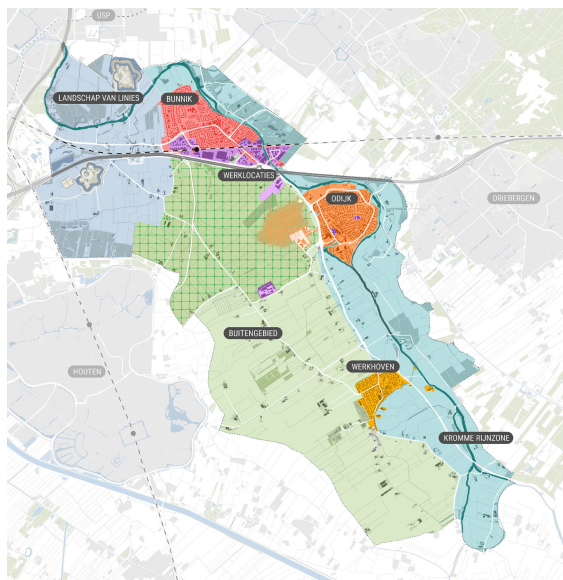 USP
LANDSCHAP VAN LINIES
BUNNIK
WERKLOCATIES
ODIJK
DRIEBERGEN
BUITENGEBIED
HOUTEN
WERKHOVEN
KROMME RIJNZONE